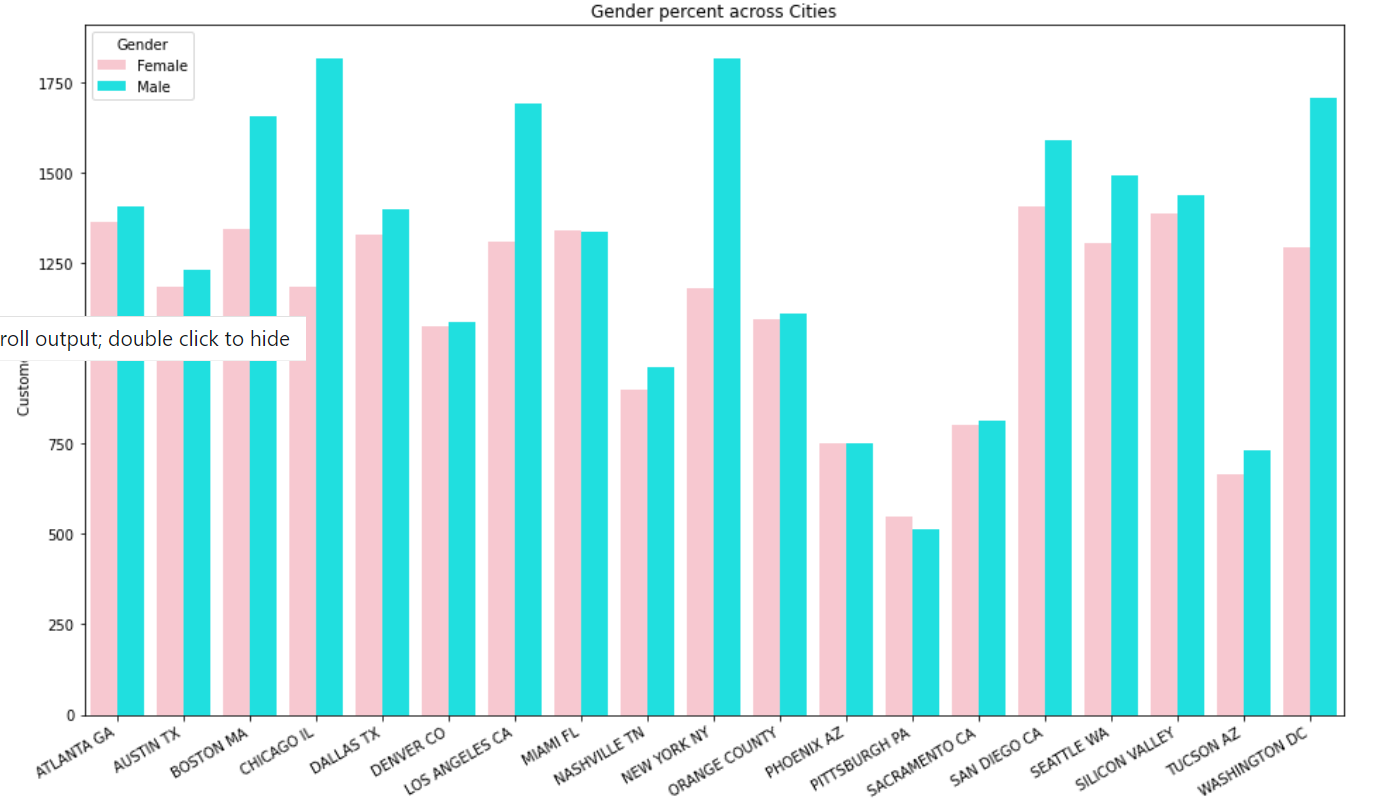 Gender percent across Cities
Gender
Female
Male
1750
1500
1250
roll output; double click to hide
Custome
750
500
250
0
ATLANTA GA
AUSTIN TX
BOSTON MA
CHICAGO IL
DALLAS TX
DENVER CO
LOS ANGELES CA
MIAMI FL
NASHVILLE TN
NEW YORK NY
ORANGE COUNTY
PHOENIX AZ
PITTSBURGH PA
SACRAMENTO CA
SAN DIEGO CA
SEATTLE WA
SILICON VALLEY
TUCSON AZ
WASHINGTON DC